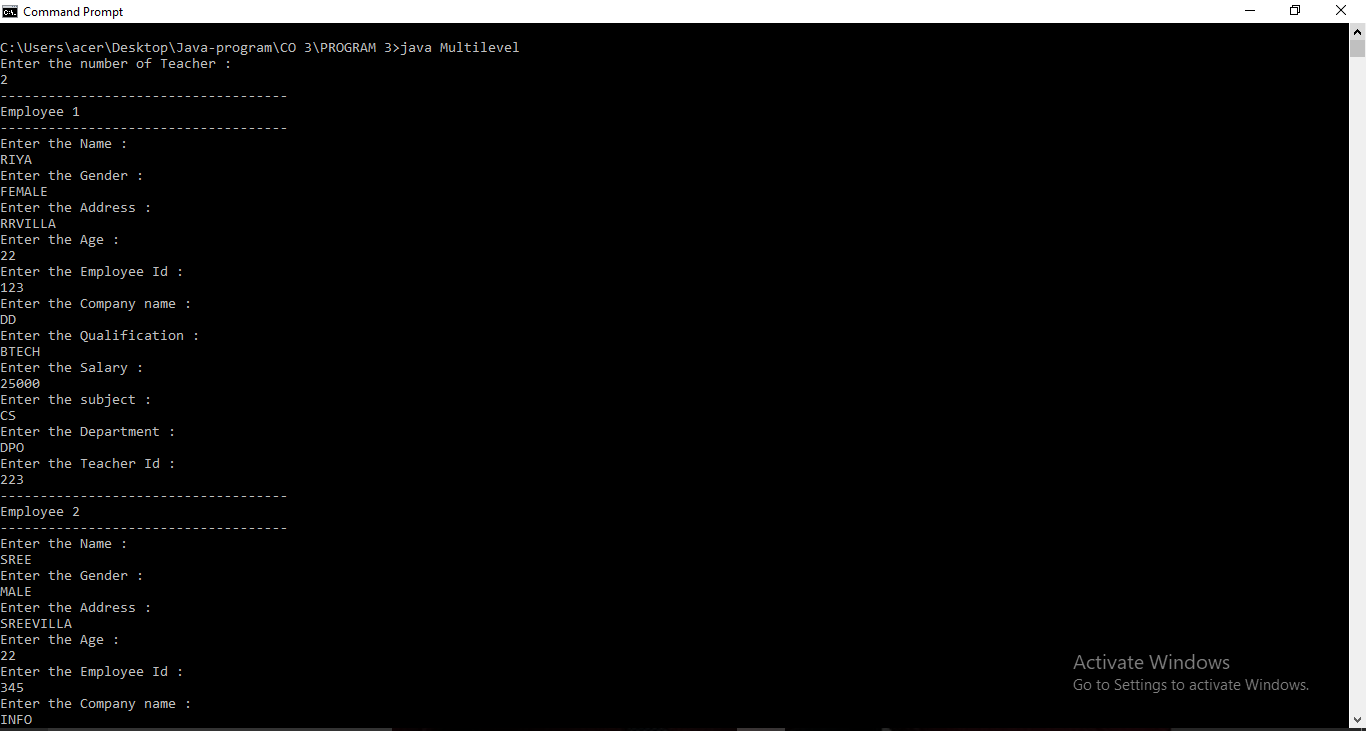 Command Prompt
C:\Users\acer\Desktop\Java-program\CO 3\PROGRAM 3>java Multilevel
Enter the number of Teacher :
2
------------------------------------
Employee 1
------------------------------------
Enter the Name :
RIYA
Enter the Gender :
FEMALE
Enter the Address :
RRVILLA
Enter the Age :
22
Enter the Employee Id :
123
Enter the Company name :
DD
Enter the Qualification :
BTECH
Enter the Salary :
25000
Enter the subject :
CS
Enter the Department :
DPO
Enter the Teacher Id :
223
------------------------------------
Employee 2
------------------------------------
Enter the Name :
SREE
Enter the Gender :
MALE
Enter the Address :
SREEVILLA
Enter the Age :
22
Enter the Employee Id :
345
Enter the Company name :
INFO
Activate Windows
Go to Settings to activate Windows.